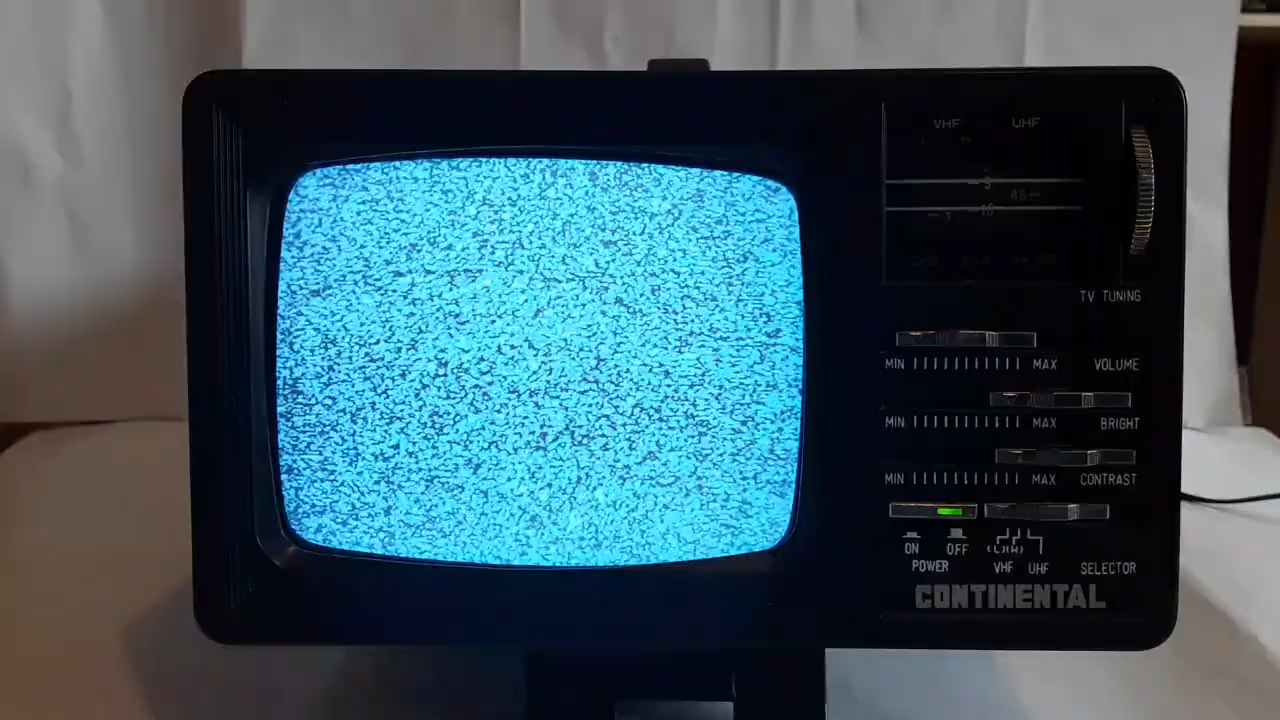 VHF UHF
TV TUNING
MIN MAX VOLUME
MIN MAX BRIGHT
MIN MAX CONTRAST
ON OFF (L)(H)
POWER VHF UHF SELECTOR
CONTINENTAL